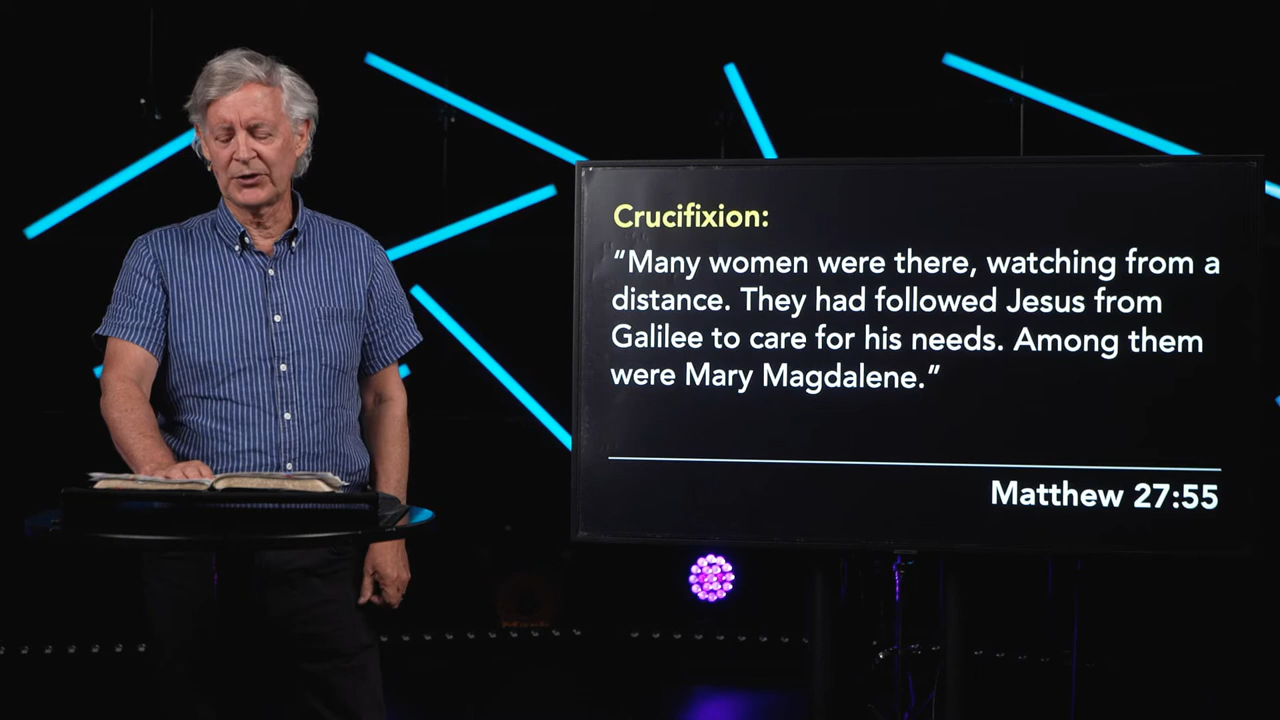 Crucifixion:
“Many women were there, watching from a
distance. They had followed Jesus from
Galilee to care for his needs. Among them
were Mary Magdalene.”
Matthew 27:55